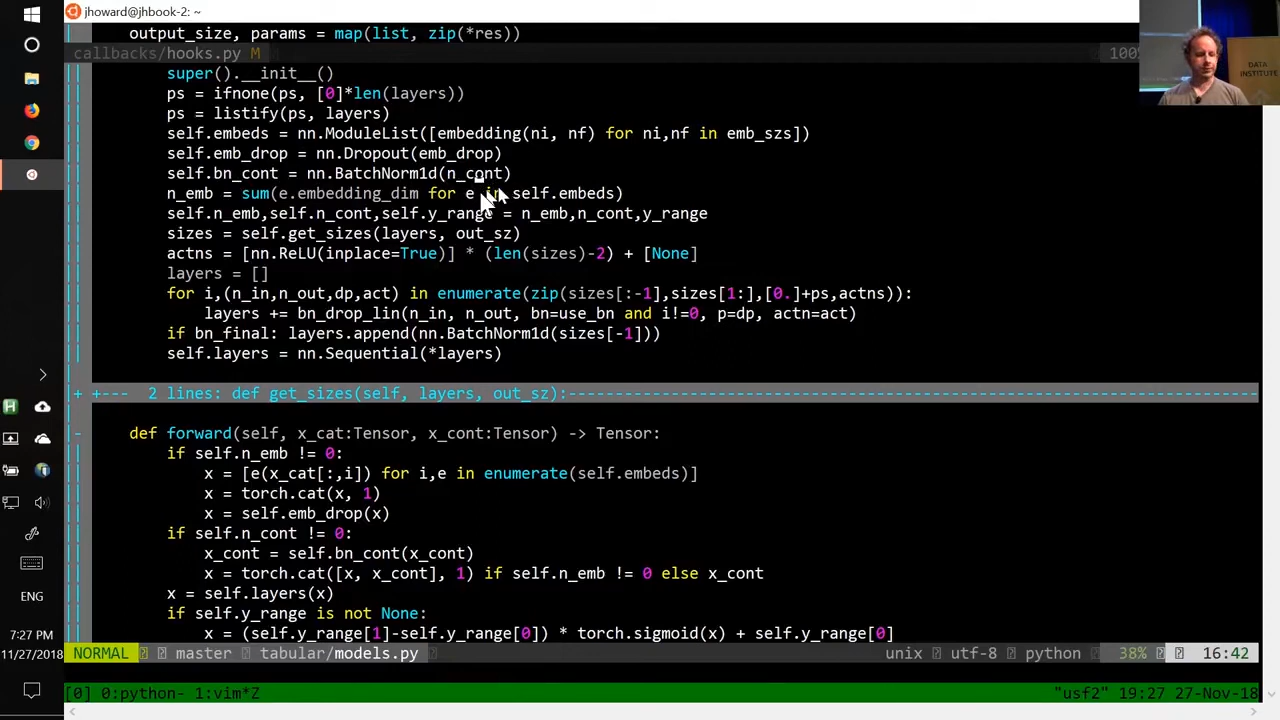 jhoward@jhbook-2: ~
output_size, params = map(list, zip(*res))
callbacks/hooks.py M 100%
super().__init__()
ps = ifnone(ps, [0]*len(layers))
ps = listify(ps, layers)
self.embeds = nn.ModuleList([embedding(ni, nf) for ni,nf in emb_szs])
self.emb_drop = nn.Dropout(emb_drop)
self.bn_cont = nn.BatchNorm1d(n_cont)
n_emb = sum(e.embedding_dim for e in self.embeds)
self.n_emb,self.n_cont,self.y_range = n_emb,n_cont,y_range
sizes = self.get_sizes(layers, out_sz)
actns = [nn.ReLU(inplace=True)] * (len(sizes)-2) + [None]
layers = []
for i,(n_in,n_out,dp,act) in enumerate(zip(sizes[:-1],sizes[1:],[0.]+ps,actns)):
layers += bn_drop_lin(n_in, n_out, bn=use_bn and i!=0, p=dp, actn=act)
if bn_final: layers.append(nn.BatchNorm1d(sizes[-1]))
self.layers = nn.Sequential(*layers)
+ +--- 2 lines: def get_sizes(self, layers, out_sz):
- def forward(self, x_cat:Tensor, x_cont:Tensor) -> Tensor:
if self.n_emb != 0:
x = [e(x_cat[:,i]) for i,e in enumerate(self.embeds)]
x = torch.cat(x, 1)
x = self.emb_drop(x)
if self.n_cont != 0:
x_cont = self.bn_cont(x_cont)
x = torch.cat([x, x_cont], 1) if self.n_emb != 0 else x_cont
x = self.layers(x)
if self.y_range is not None:
x = (self.y_range[1]-self.y_range[0]) * torch.sigmoid(x) + self.y_range[0]
NORMAL master tabular/models.py unix utf-8 python 38% 16:42
[0] 0:python- 1:vim*Z "usf2" 19:27 27-Nov-18
ENG
7:27 PM
11/27/2018
DATA
INSTITUTE